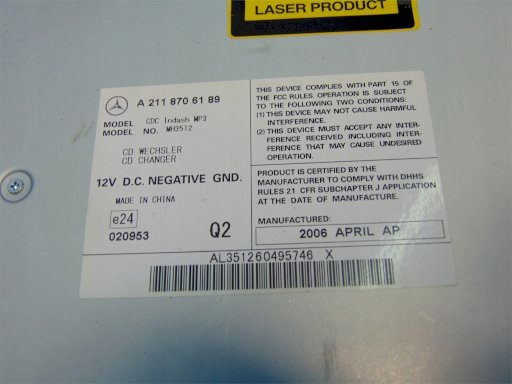 LASER PRODUCT
A 211 870 61 89
MODEL CDC Indash MP3
MODEL NO. MH3512
CD WECHSLER
CD CHANGER
12V D.C. NEGATIVE GND.
MADE IN CHINA
e24
020953 Q2
THIS DEVICE COMPLIES WITH PART 15 OF
THE FCC RULES. OPERATION IS SUBJECT
TO THE FOLLOWING TWO CONDITIONS:
(1) THIS DEVICE MAY NOT CAUSE HARMFUL
INTERFERENCE.
(2) THIS DEVICE MUST ACCEPT ANY INTER-
FERENCE RECEIVED INCLUDING INTER-
FERENCE THAT MAY CAUSE UNDESIRED
OPERATION.
PRODUCT IS CERTIFIED BY THE
MANUFACTURER TO COMPLY WITH DHHS
RULES 21 CFR SUBCHAPTER J APPLICATION
AT THE DATE OF MANUFACTURE.
MANUFACTURED:
2006 APRIL AP
AL351260495746 X